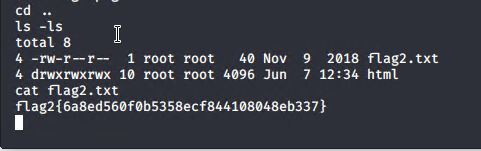 cd ..
ls -ls
total 8
4 -rw-r--r--  1 root root   40 Nov  9  2018 flag2.txt
4 drwxrwxrwx 10 root root 4096 Jun  7 12:34 html
cat flag2.txt
flag2{6a8ed560f0b5358ecf844108048eb337}